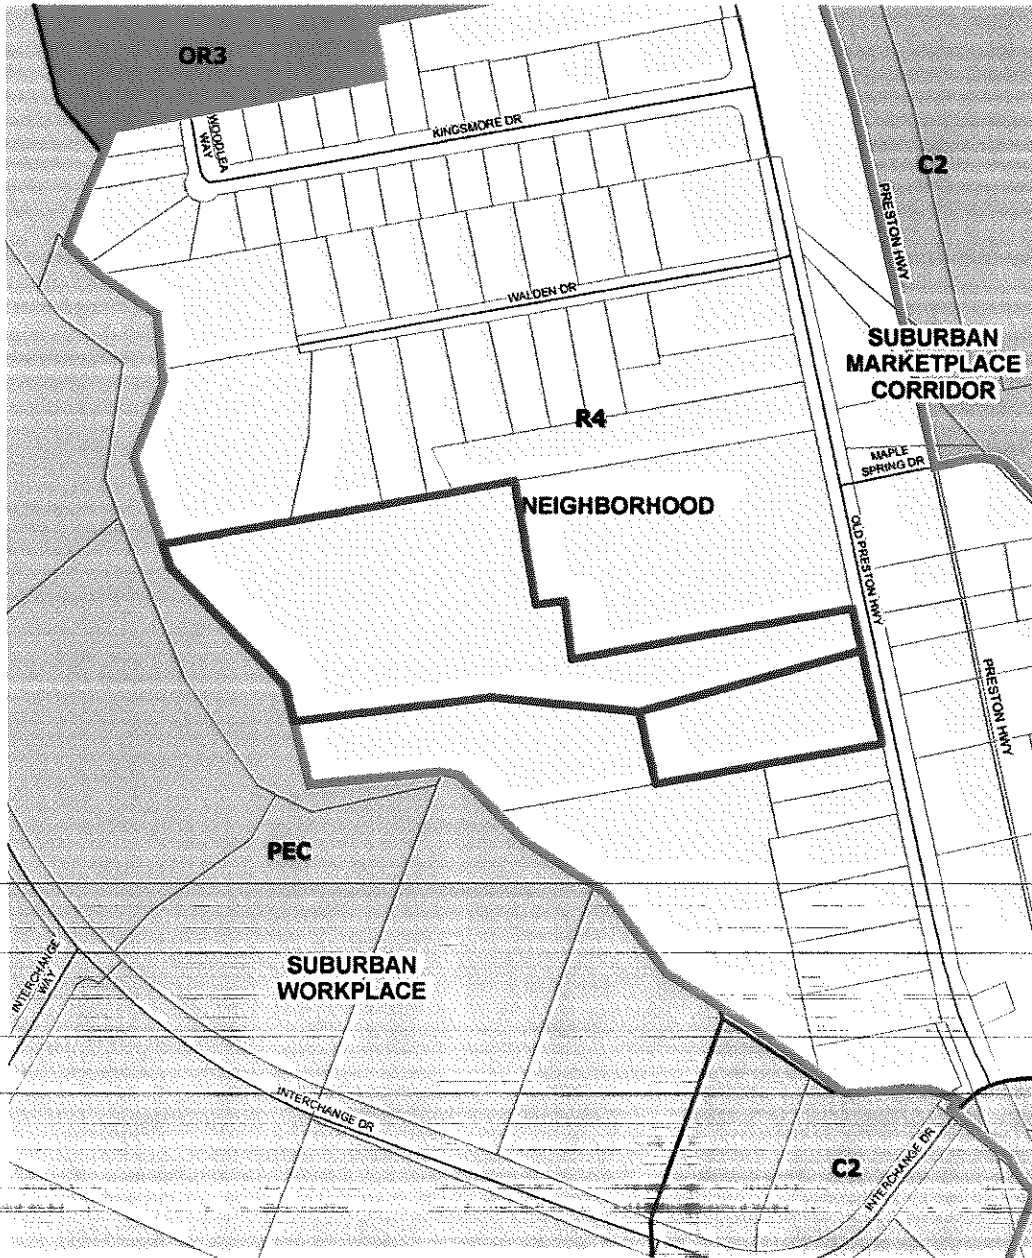 OR3
WOODLEA
WAY
KINGSMORE DR
C2
PRESTON HWY
WALDEN DR
SUBURBAN
MARKETPLACE
CORRIDOR
R4
MAPLE
SPRING DR
NEIGHBORHOOD
OLD PRESTON HWY
PRESTON HWY
PEC
SUBURBAN
WORKPLACE
INTERCHANGE
WAY
INTERCHANGE DR
C2
INTERCHANGE DR